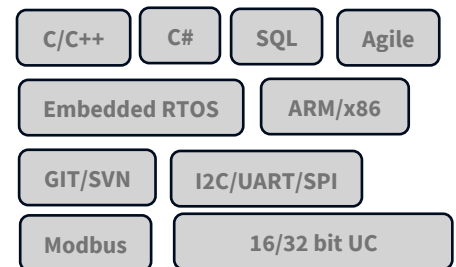 C/C++ C# SQL Agile
Embedded RTOS ARM/x86
GIT/SVN I2C/UART/SPI
Modbus 16/32 bit UC